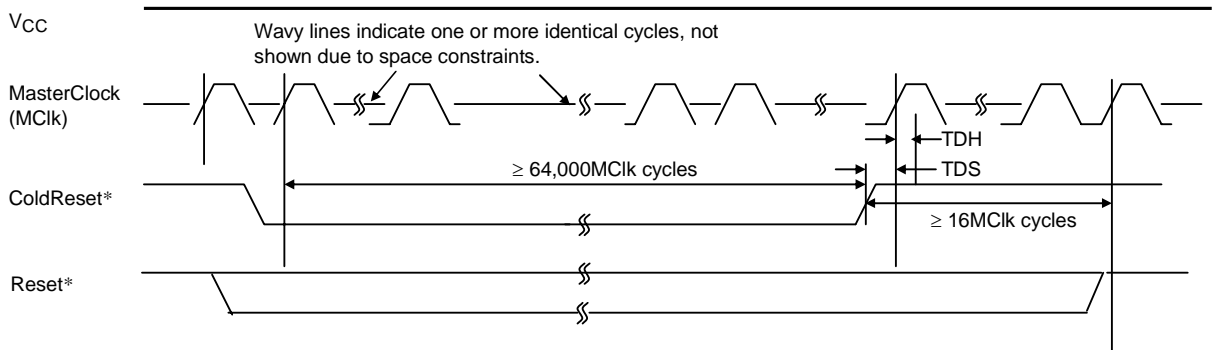 VCC
Wavy lines indicate one or more identical cycles, not
shown due to space constraints.
MasterClock
(MClk)
TDH
≥ 64,000MClk cycles
TDS
ColdReset*
≥ 16MClk cycles
Reset*